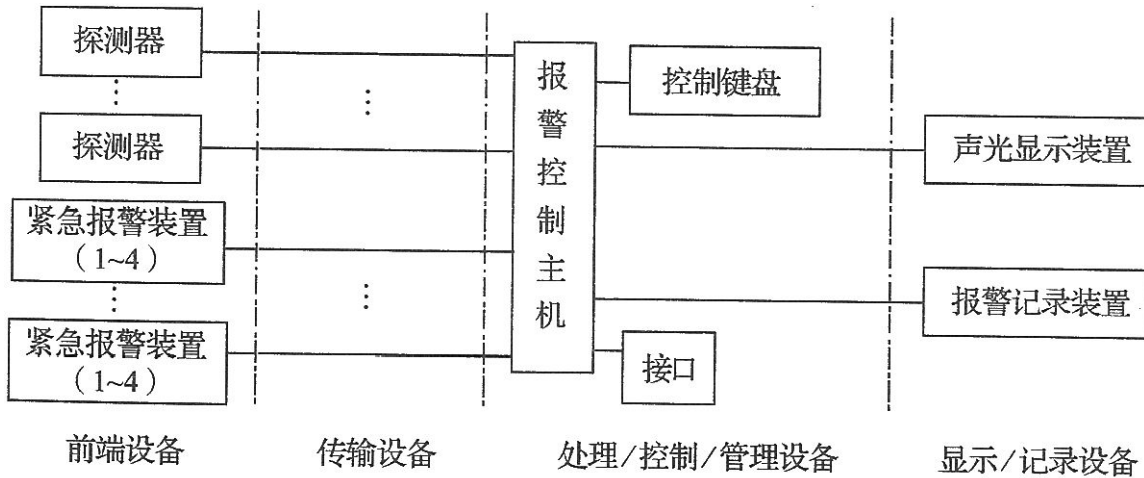 探测器
⋮
探测器
紧急报警装置
（1~4）
⋮
紧急报警装置
（1~4）
⋮
⋮
报警控制主机
控制键盘
接口
声光显示装置
报警记录装置
前端设备
传输设备
处理/控制/管理设备
显示/记录设备